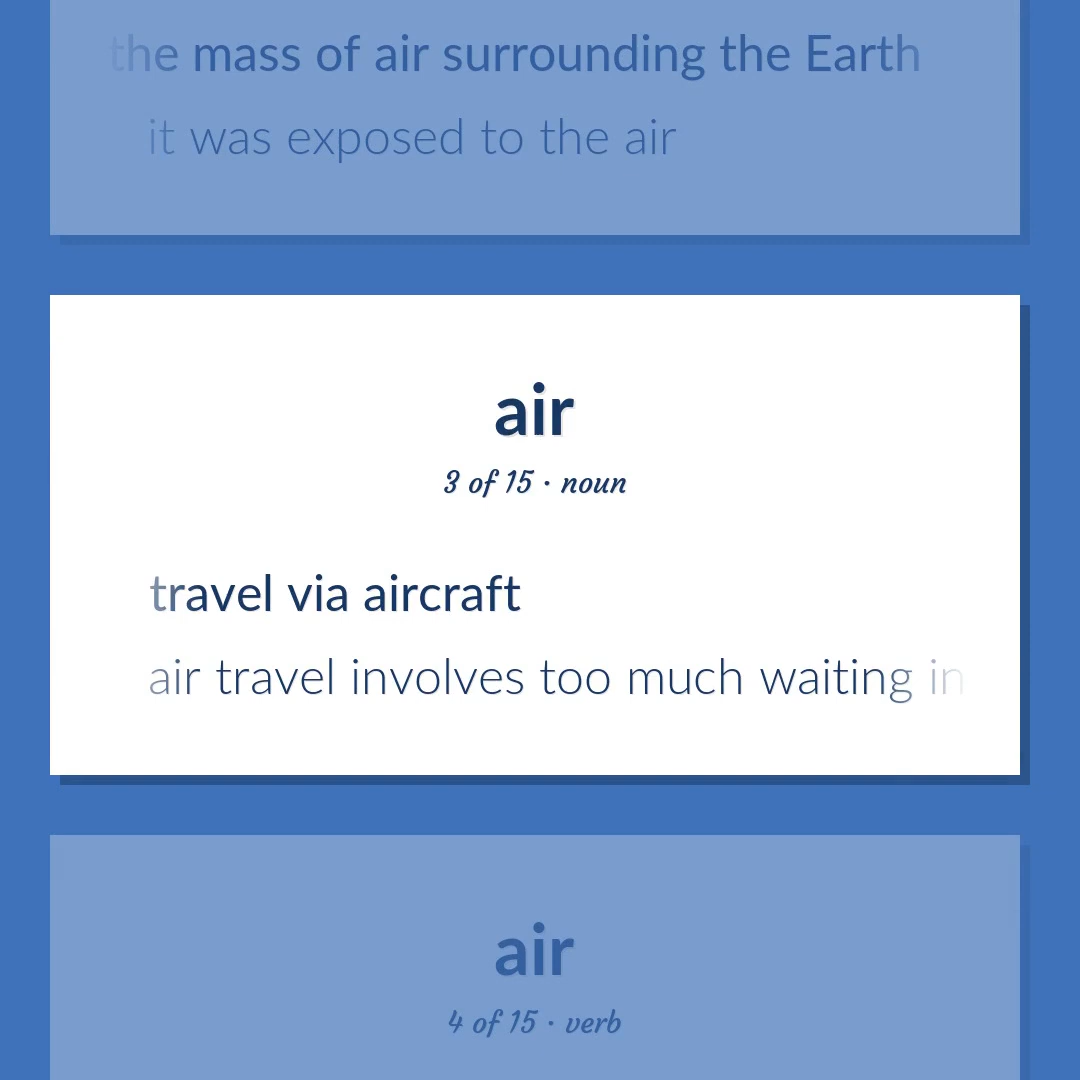 the mass of air surrounding the Earth
it was exposed to the air
air
3 of 15 · noun
travel via aircraft
air travel involves too much waiting in
air
4 of 15 · verb